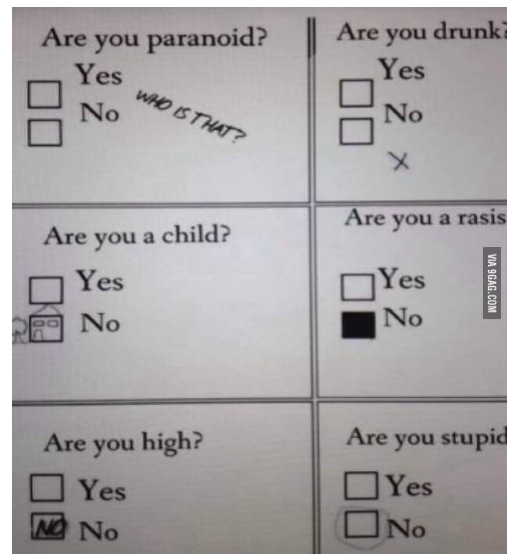 Are you paranoid?
Yes
No
WHO IS THAT?
Are you drunk?
Yes
No
X
Are you a child?
Yes
No
Are you a rasis
Yes
No
Are you high?
Yes
No
NO
Are you stupid
Yes
No
VIA 9GAG.COM